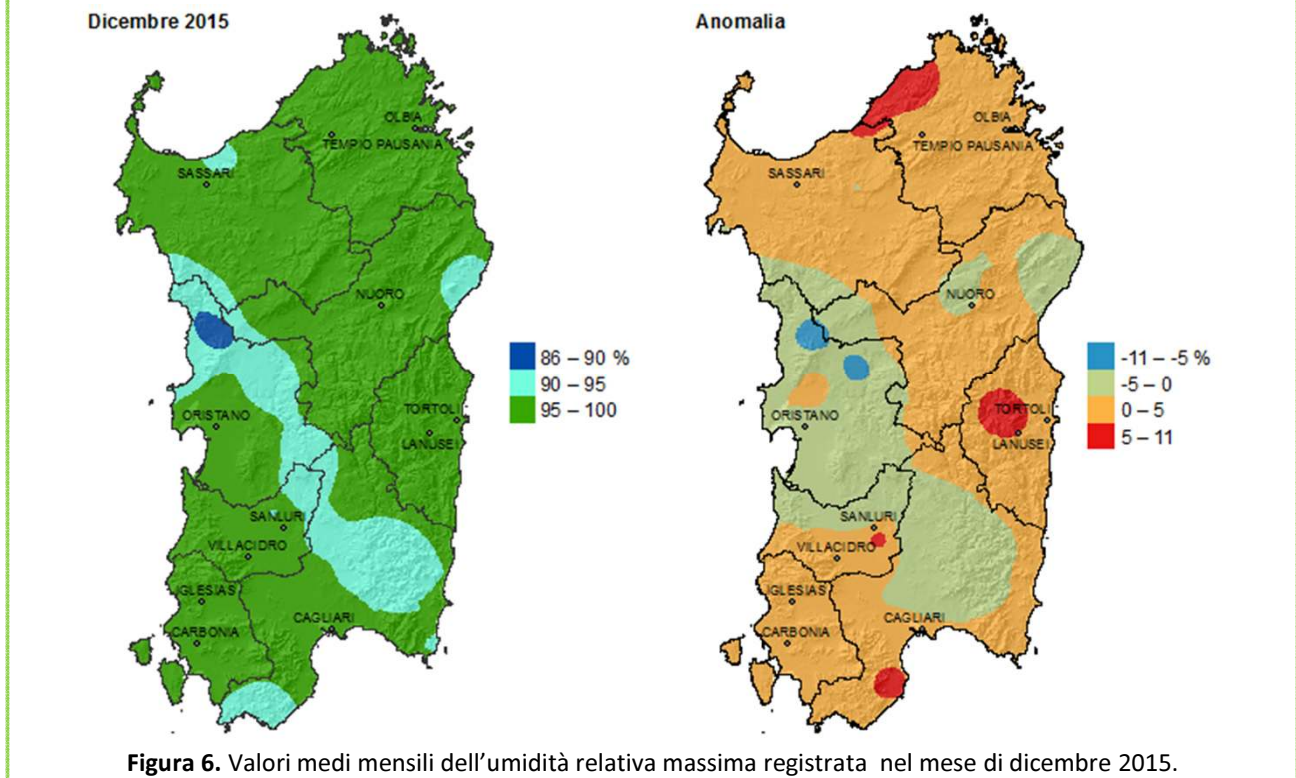 Dicembre 2015
OLBIA
TEMPIO PAUSANIA
SASSARI
NUORO
ORISTANO
TORTOLI
LANUSEI
SANLURI
VILLACIDRO
IGLESIAS
CAGLIARI
CARBONIA
86 – 90 %
90 – 95
95 – 100
Anomalia
OLBIA
TEMPIO PAUSANIA
SASSARI
NUORO
ORISTANO
TORTOLI
LANUSEI
SANLURI
VILLACIDRO
IGLESIAS
CAGLIARI
CARBONIA
-11 – -5 %
-5 – 0
0 – 5
5 – 11
Figura 6. Valori medi mensili dell’umidità relativa massima registrata nel mese di dicembre 2015.